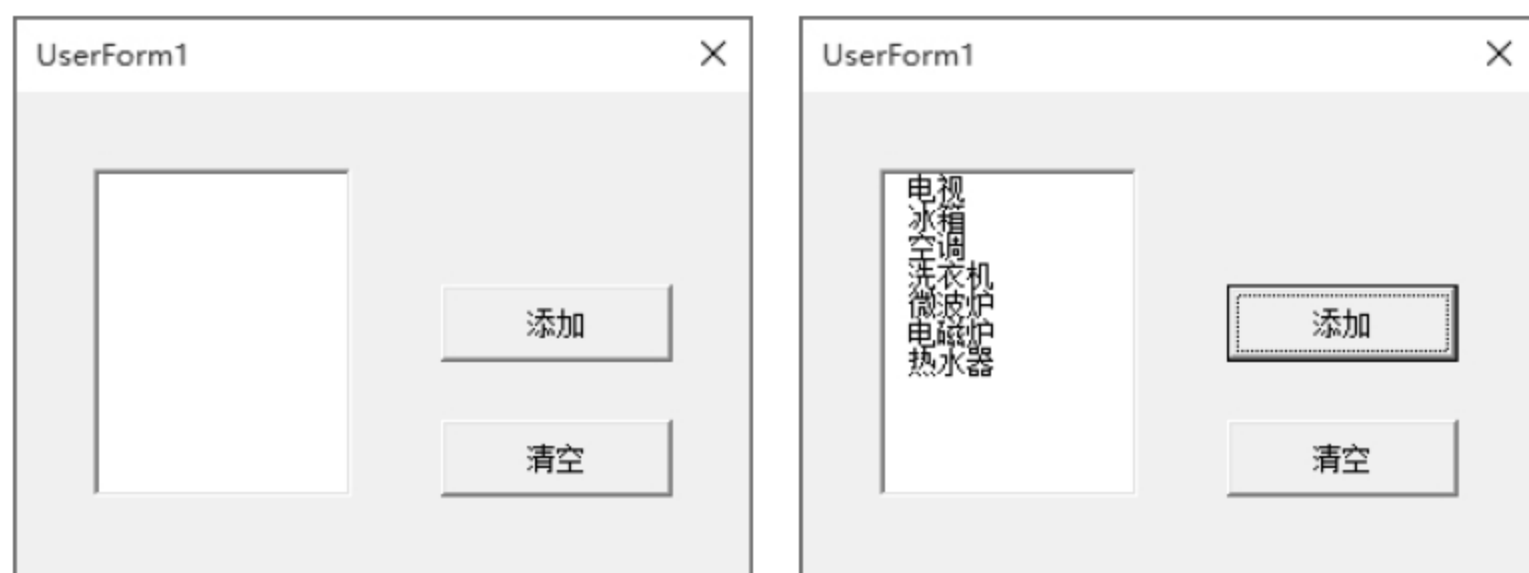 UserForm1
添加
清空
UserForm1
电视
冰箱
空调
洗衣机
微波炉
电磁炉
热水器
添加
清空